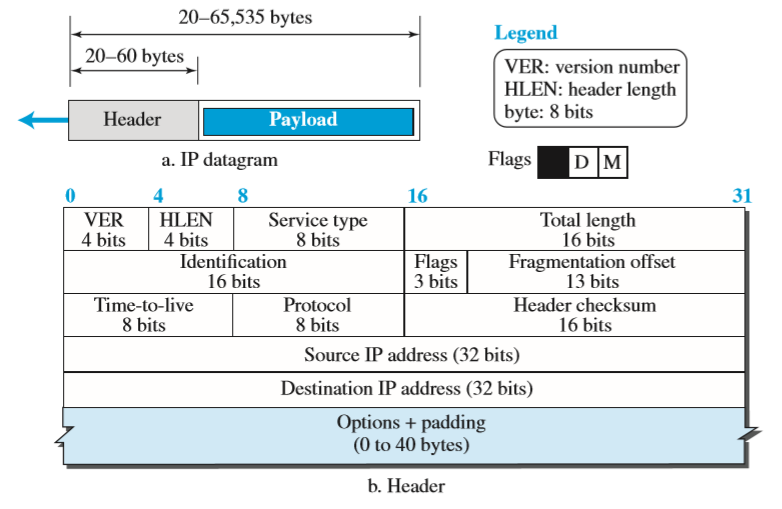 20–65,535 bytes
20–60 bytes
Header
Payload
a. IP datagram
Legend
VER: version number
HLEN: header length
byte: 8 bits
Flags D M
0 4 8 16 31
VER
4 bits
HLEN
4 bits
Service type
8 bits
Total length
16 bits
Identification
16 bits
Flags
3 bits
Fragmentation offset
13 bits
Time-to-live
8 bits
Protocol
8 bits
Header checksum
16 bits
Source IP address (32 bits)
Destination IP address (32 bits)
Options + padding
(0 to 40 bytes)
b. Header